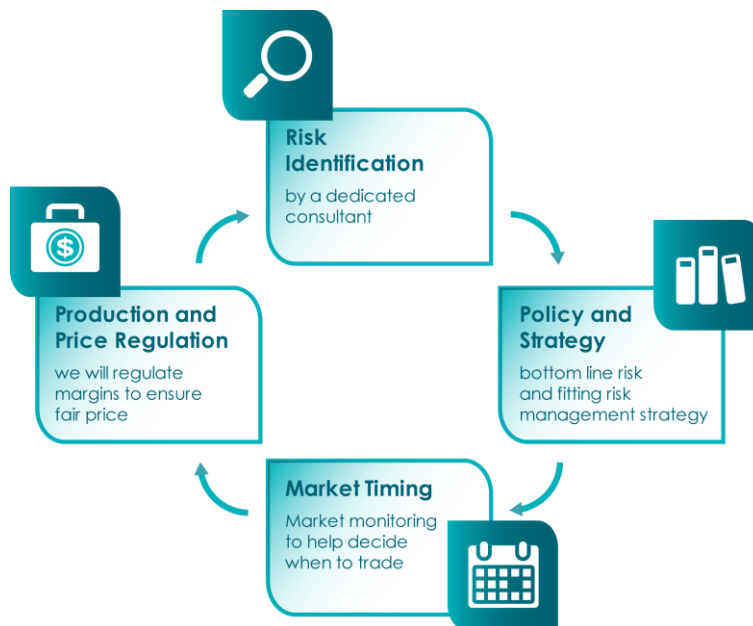 Risk
Identification
by a dedicated
consultant
Policy and
Strategy
bottom line risk
and fitting risk
management strategy
Market Timing
Market monitoring
to help decide
when to trade
Production and
Price Regulation
we will regulate
margins to ensure
fair price
$